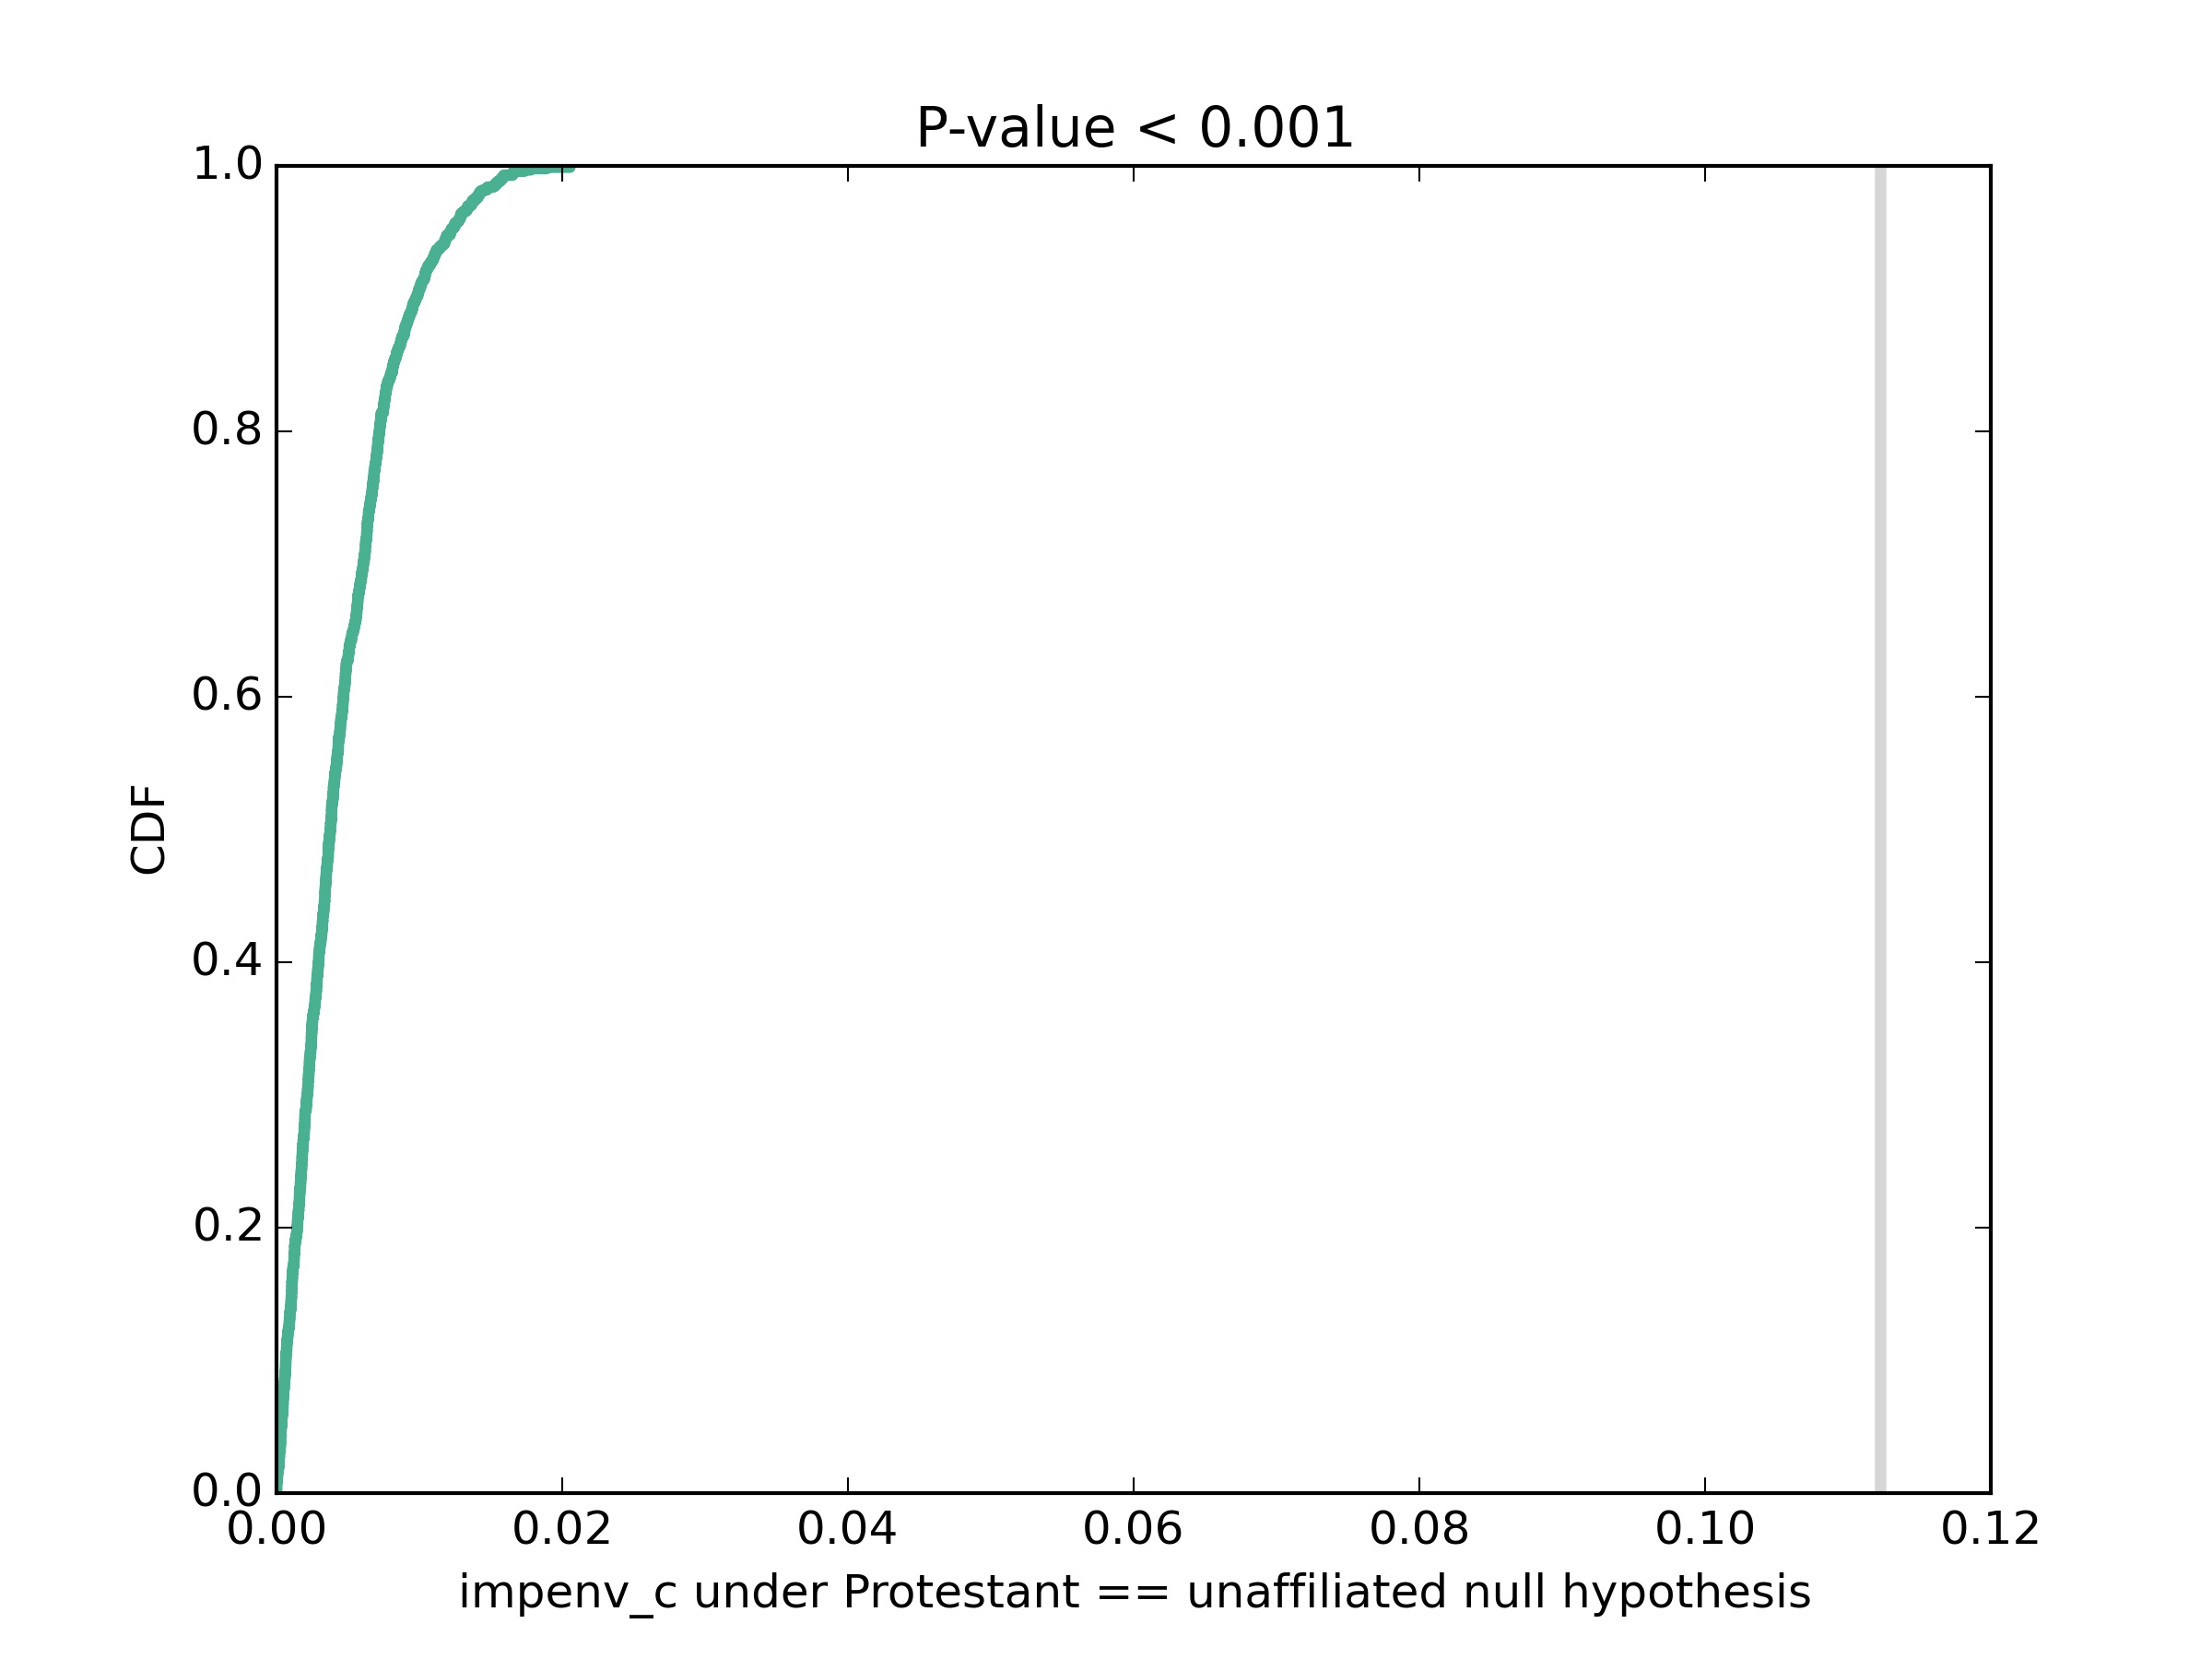 P-value < 0.001
1.0
0.8
0.6
0.4
0.2
0.0
CDF
0.00 0.02 0.04 0.06 0.08 0.10 0.12
impenv_c under Protestant == unaffiliated null hypothesis